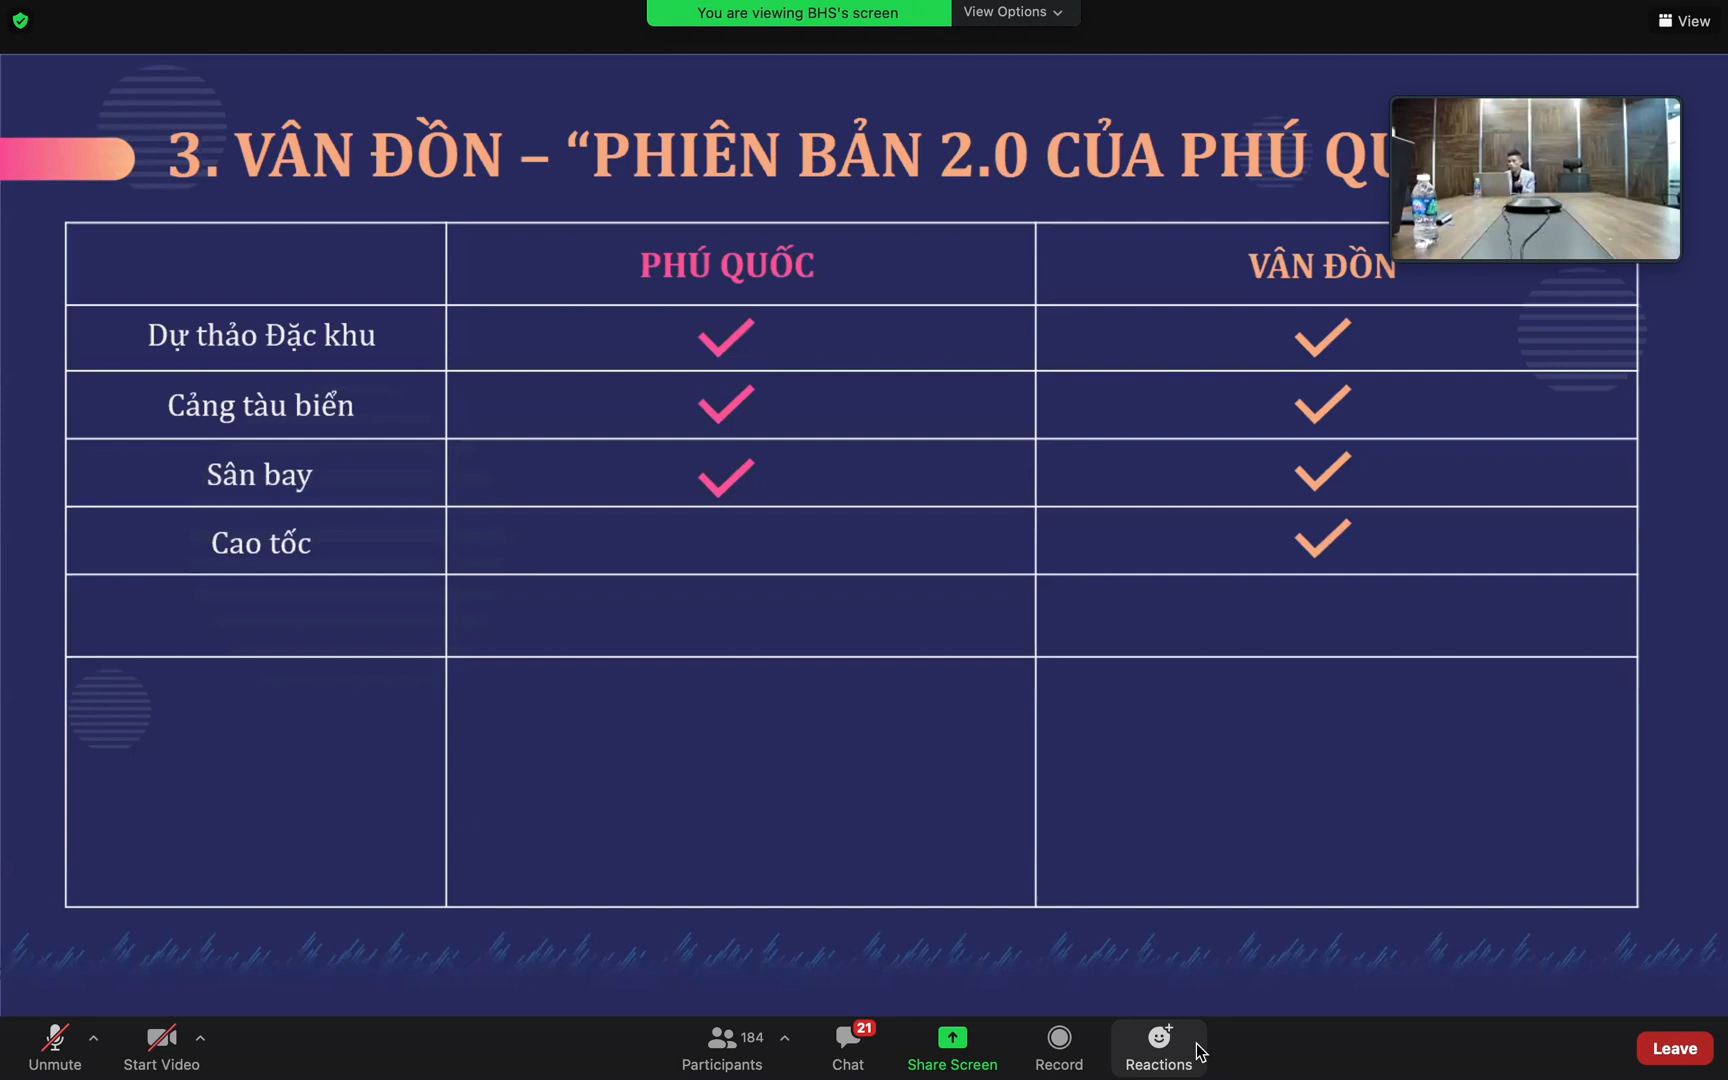 You are viewing BHS's screen
View Options
View
3. VÂN ĐỒN – “PHIÊN BẢN 2.0 CỦA PHÚ
PHÚ QUỐC
VÂN ĐỒN
Dự thảo Đặc khu
Cảng tàu biển
Sân bay
Cao tốc
Unmute
Start Video
184
Participants
21
Chat
Share Screen
Record
Reactions
Leave